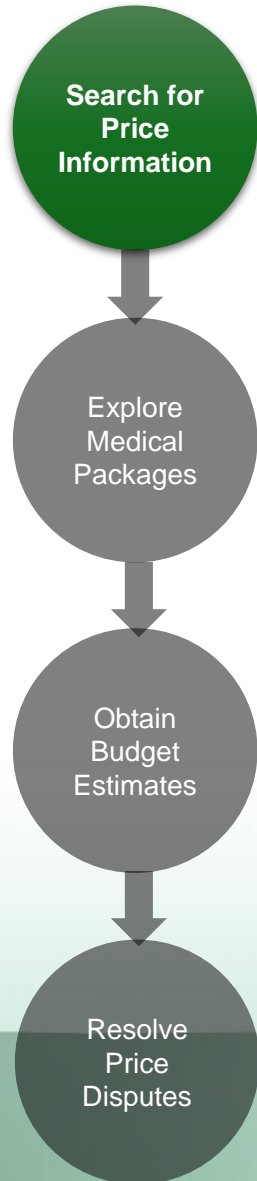 Search for
Price
Information
Explore
Medical
Packages
Obtain
Budget
Estimates
Resolve
Price
Disputes